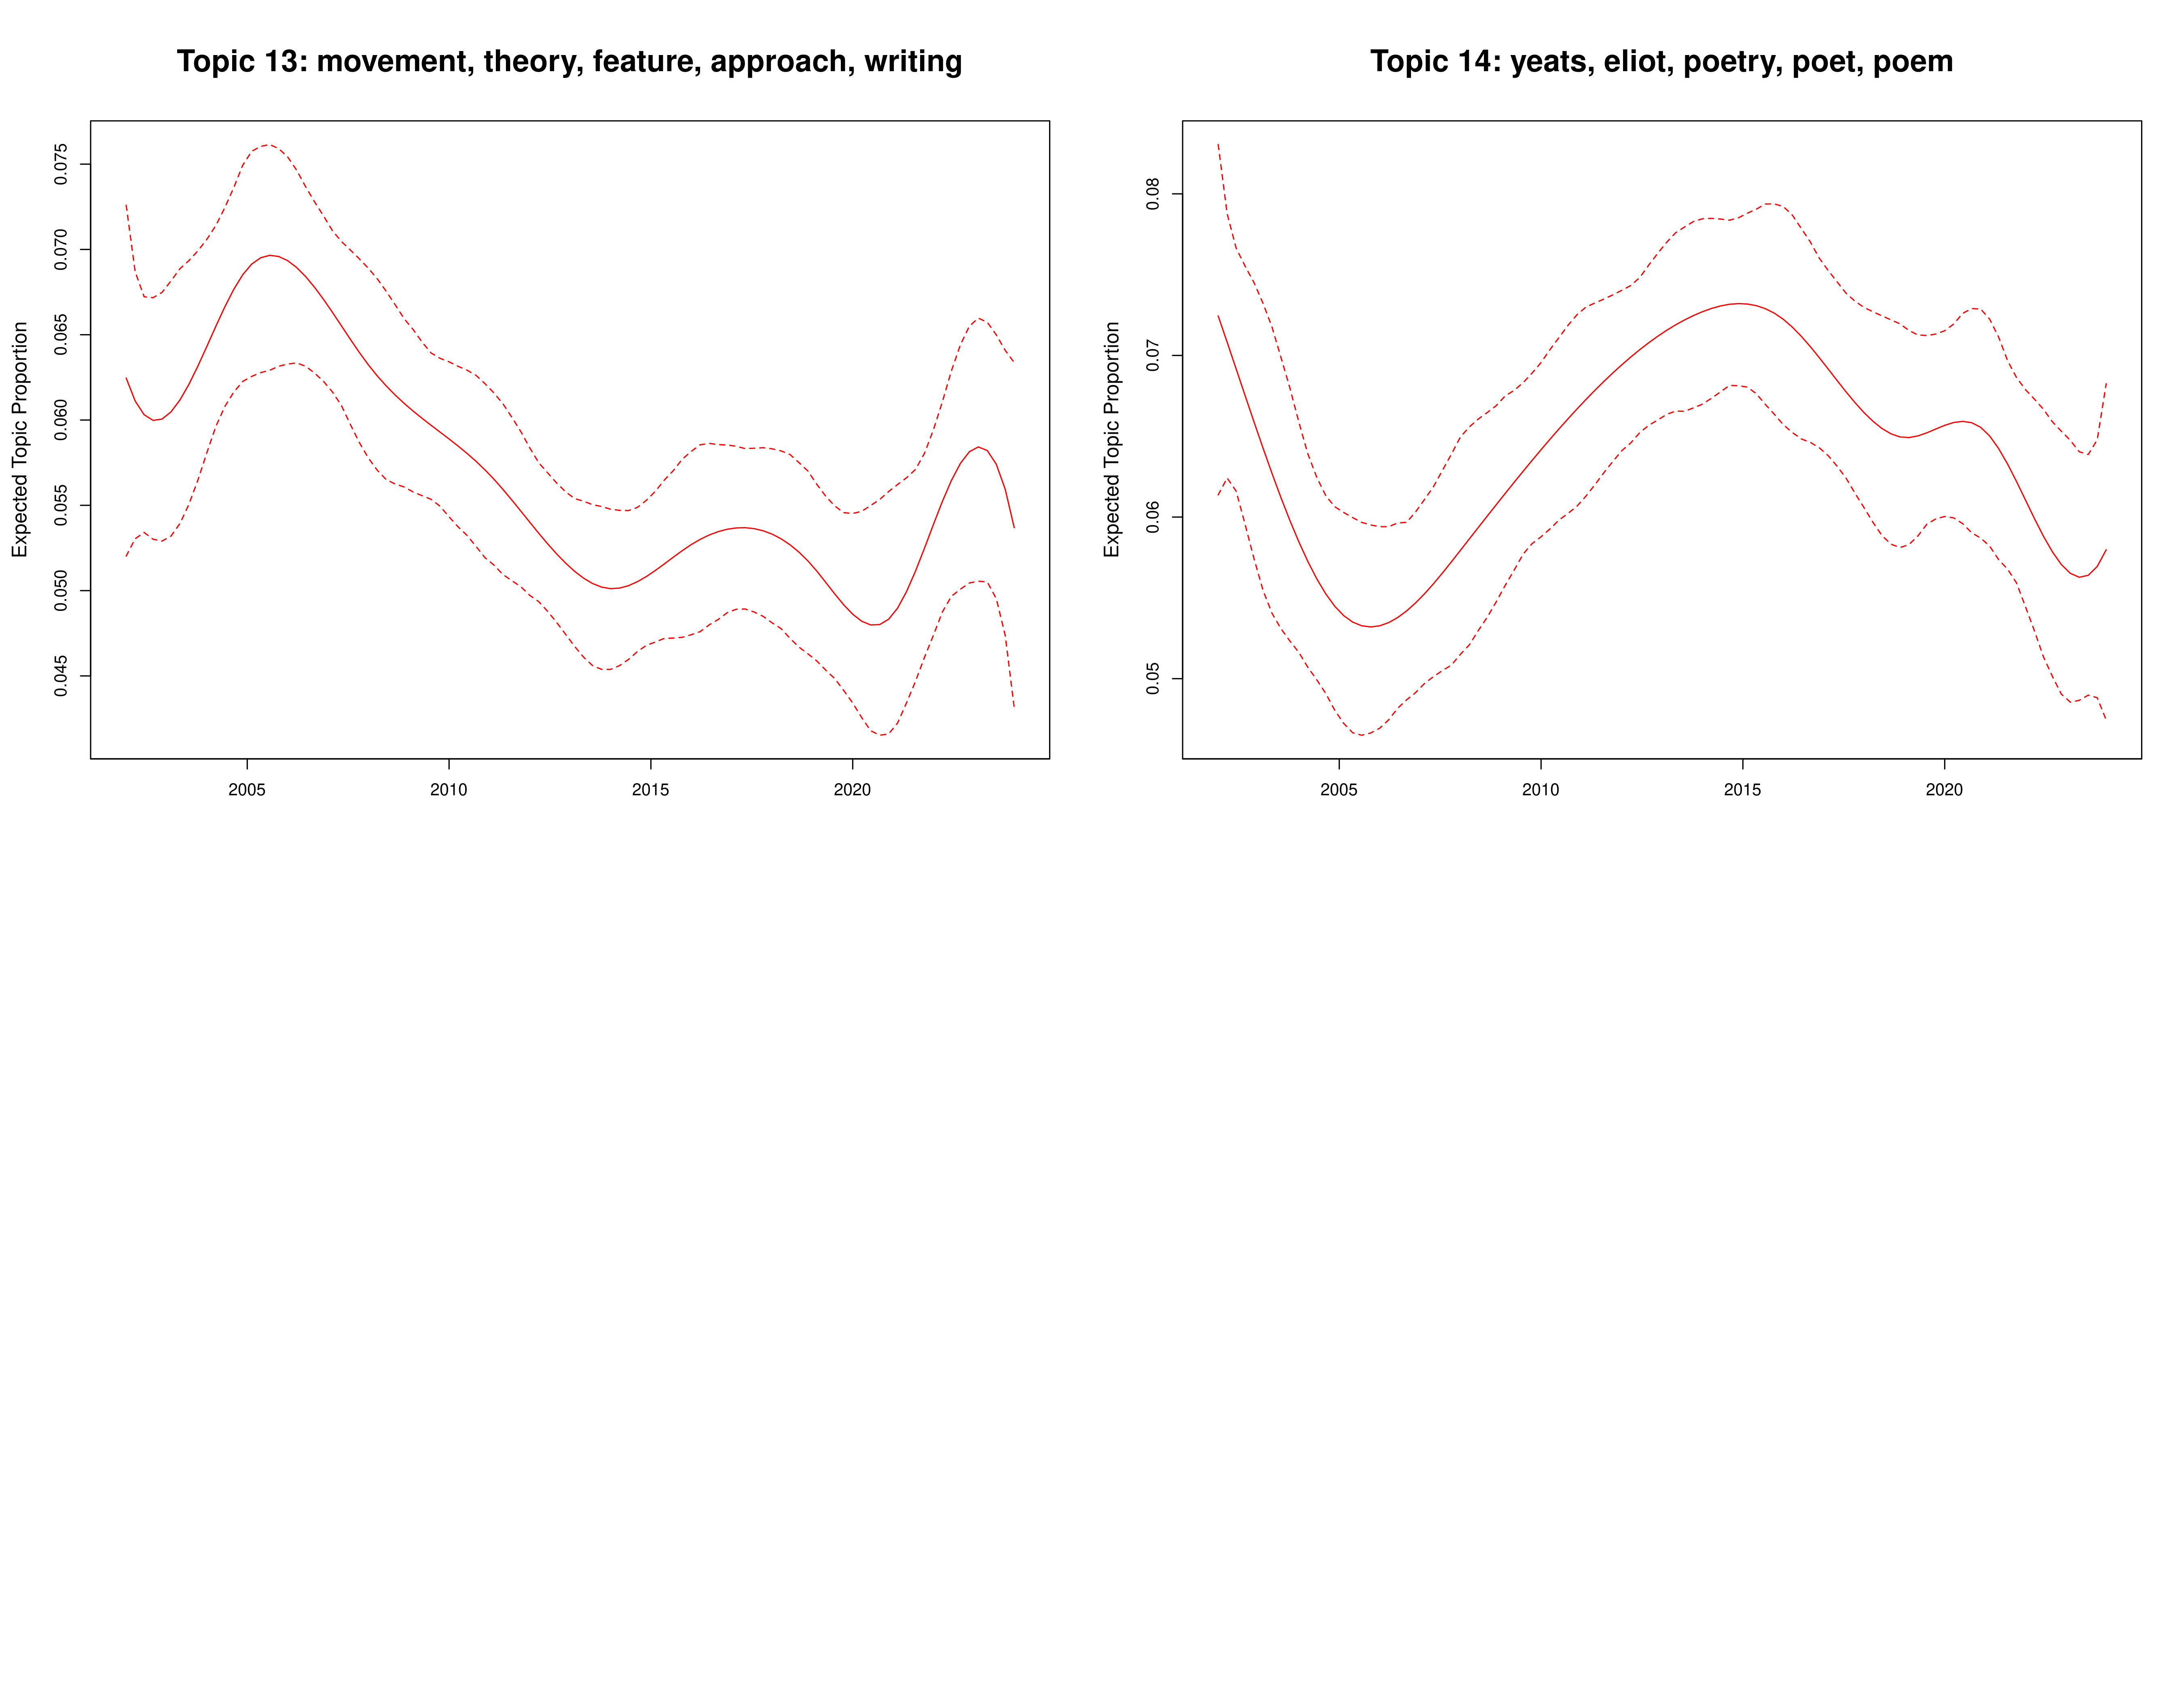 Topic 13: movement, theory, feature, approach, writing
Expected Topic Proportion
0.075
0.070
0.065
0.060
0.055
0.050
0.045
2005 2010 2015 2020
Topic 14: yeats, eliot, poetry, poet, poem
Expected Topic Proportion
0.08
0.07
0.06
0.05
2005 2010 2015 2020